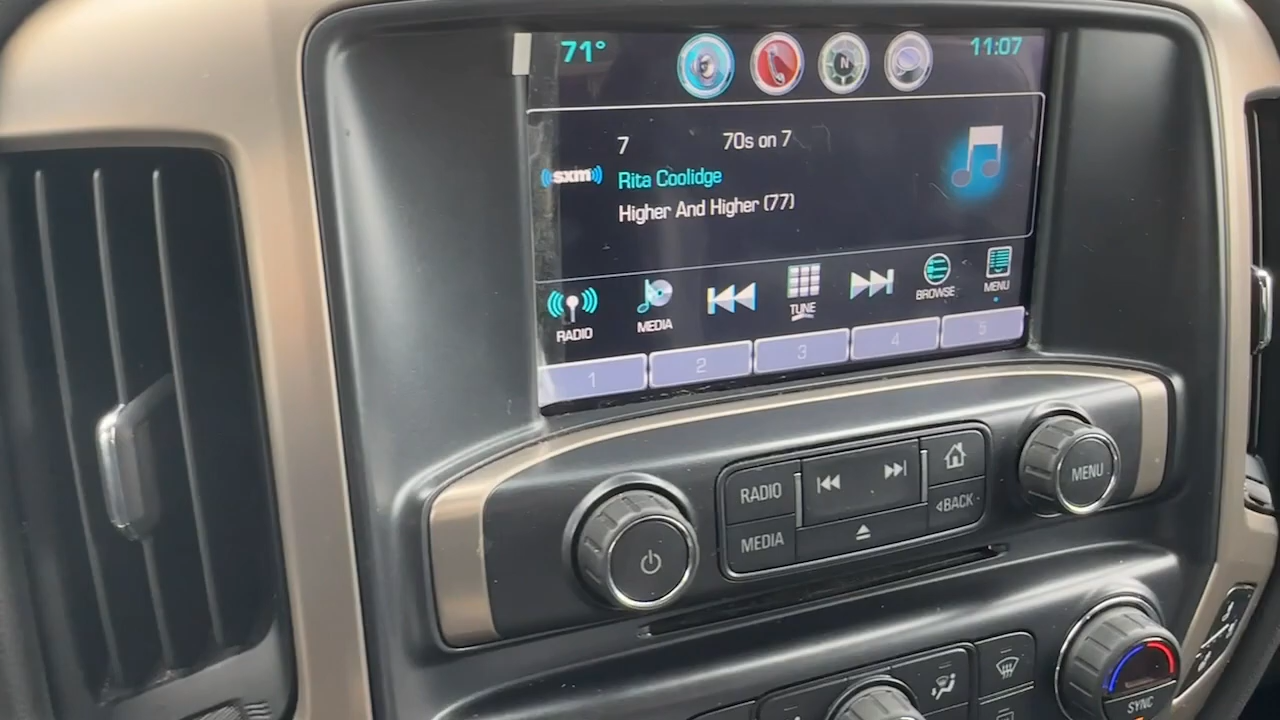 71°
N
11:07
7 70s on 7
sxm
Rita Coolidge
Higher And Higher (77)
RADIO
MEDIA
TUNE
BROWSE
MENU
1 2 3 4 5
RADIO
MEDIA
◁BACK
MENU
SYNC